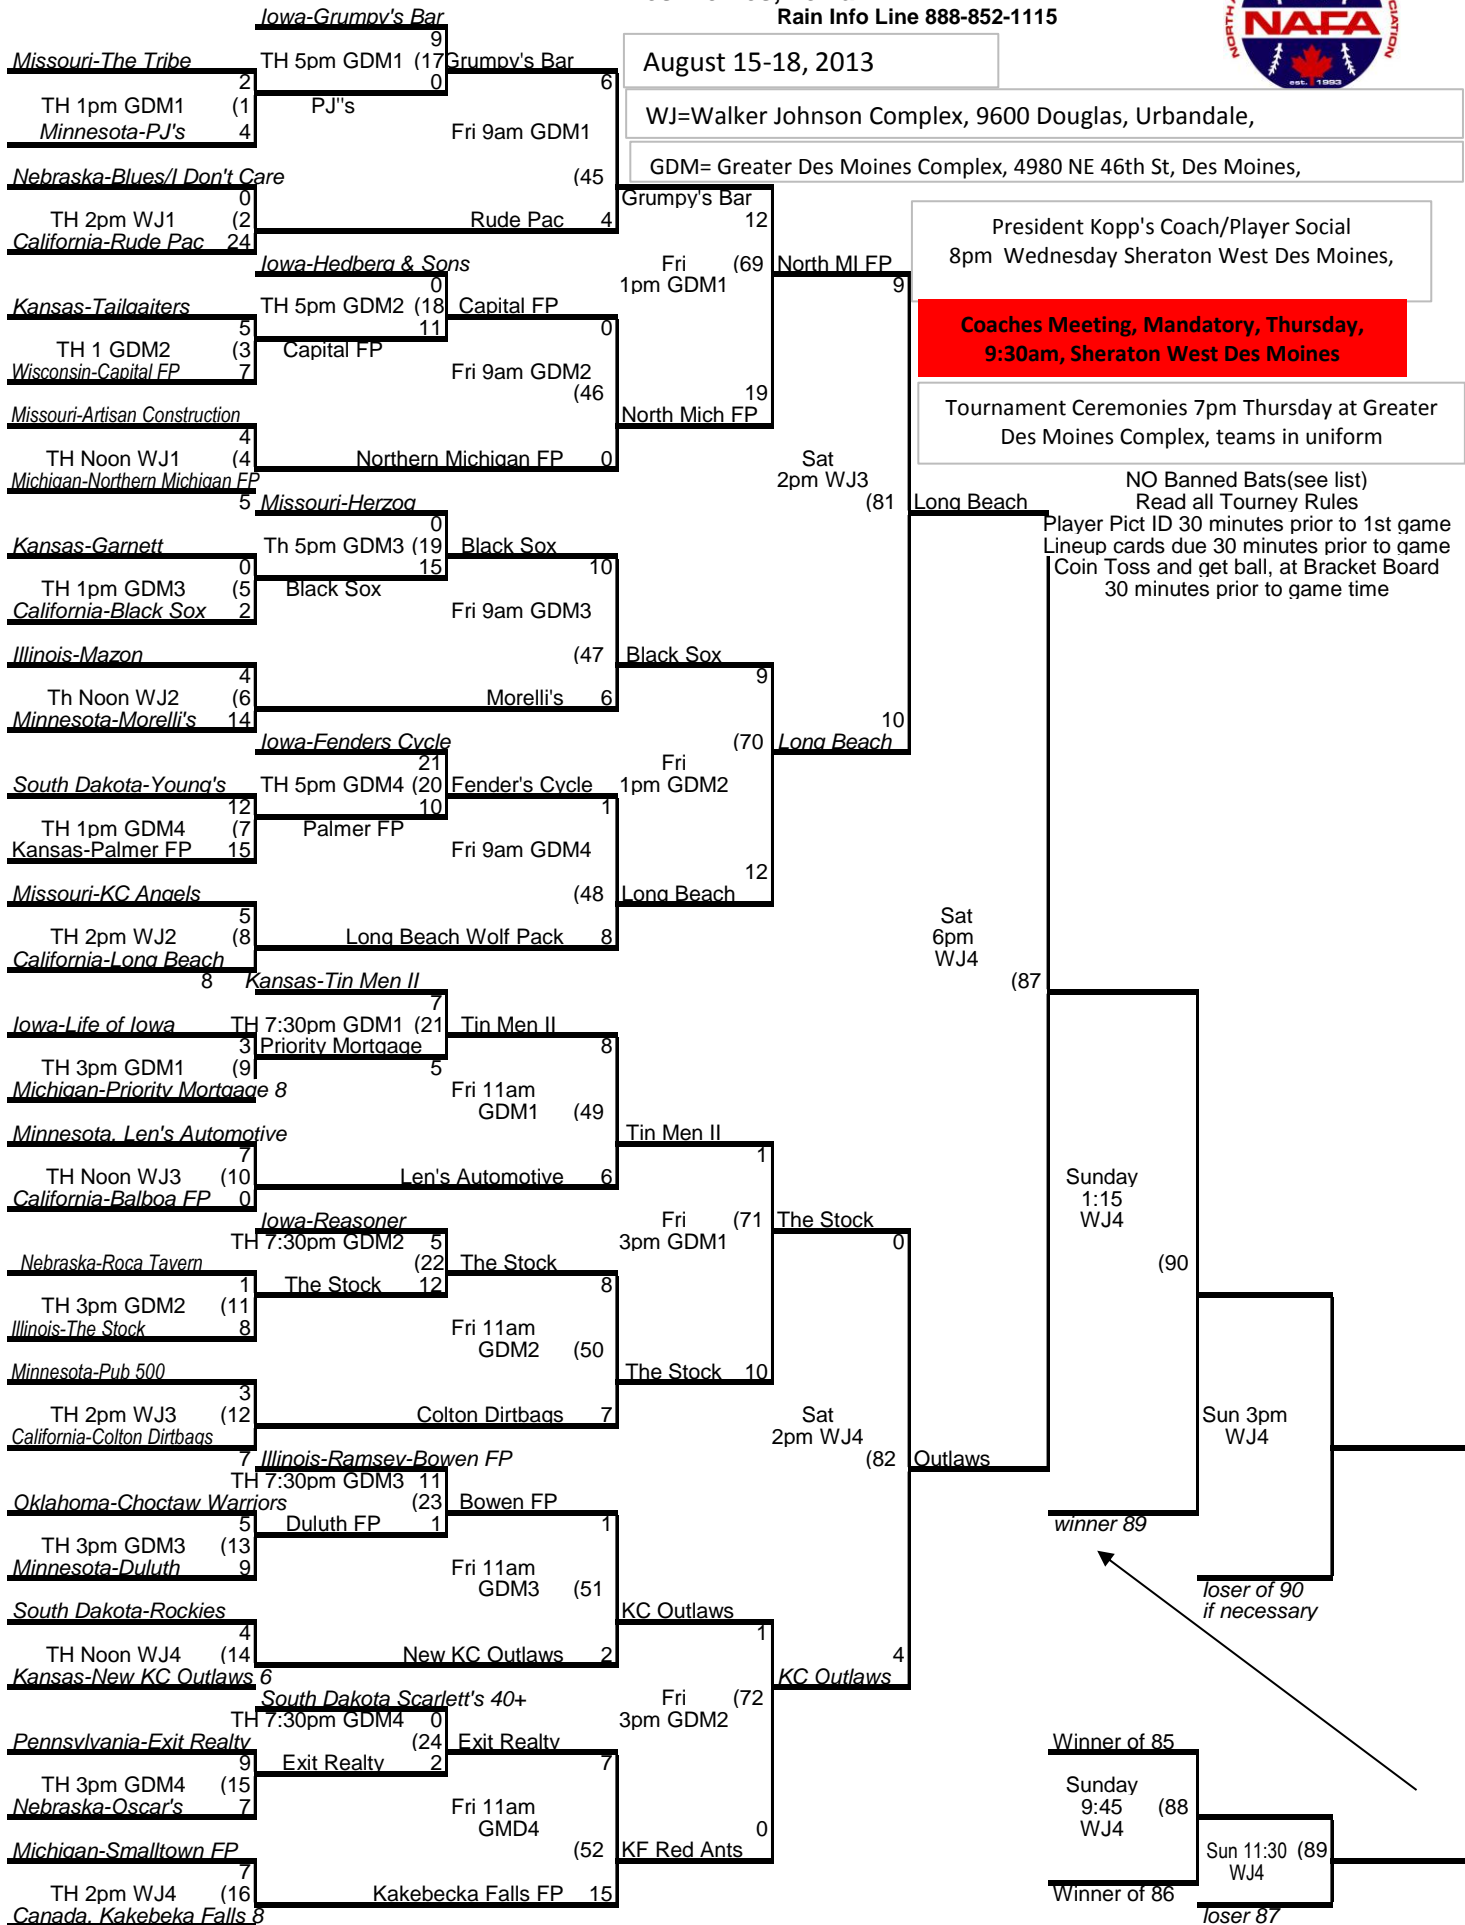 Iowa-Grumpy's Bar
Rain Info Line 888-852-1115
NAFA
est. 1993
9
Missouri-The Tribe
TH 5pm GDM1 (17
Grumpy's Bar
August 15-18, 2013
2
0
6
TH 1pm GDM1 (1
PJ"s
WJ=Walker Johnson Complex, 9600 Douglas, Urbandale,
Minnesota-PJ's 4
Fri 9am GDM1
GDM= Greater Des Moines Complex, 4980 NE 46th St, Des Moines,
Nebraska-Blues/I Don't Care
(45
0
Grumpy's Bar
TH 2pm WJ1 (2
Rude Pac 4
12
President Kopp's Coach/Player Social
8pm Wednesday Sheraton West Des Moines,
California-Rude Pac 24
Iowa-Hedberg & Sons
Fri (69
1pm GDM1
North MI FP
0
9
Kansas-Tailgaiters
TH 5pm GDM2 (18
Capital FP
5
11
0
Coaches Meeting, Mandatory, Thursday,
9:30am, Sheraton West Des Moines
TH 1 GDM2 (3
Capital FP
Wisconsin-Capital FP 7
Fri 9am GDM2
(46
19
Missouri-Artisan Construction
North Mich FP
Tournament Ceremonies 7pm Thursday at Greater
Des Moines Complex, teams in uniform
4
TH Noon WJ1 (4
Northern Michigan FP 0
Sat
2pm WJ3
Michigan-Northern Michigan FP
5
Missouri-Herzog
(81
Long Beach
NO Banned Bats(see list)
Read all Tourney Rules
Player Pict ID 30 minutes prior to 1st game
Lineup cards due 30 minutes prior to game
Coin Toss and get ball, at Bracket Board
30 minutes prior to game time
0
Kansas-Garnett
Th 5pm GDM3 (19
Black Sox
0
15
10
TH 1pm GDM3 (5
Black Sox
California-Black Sox 2
Fri 9am GDM3
Illinois-Mazon
(47
Black Sox
4
9
Th Noon WJ2 (6
Morelli's 6
Minnesota-Morelli's 14
10
Iowa-Fenders Cycle
(70
Long Beach
21
Fri
1pm GDM2
South Dakota-Young's
TH 5pm GDM4 (20
Fender's Cycle
12
10
1
TH 1pm GDM4 (7
Palmer FP
Kansas-Palmer FP 15
Fri 9am GDM4
12
Missouri-KC Angels
(48
Long Beach
5
TH 2pm WJ2 (8
Long Beach Wolf Pack 8
Sat
6pm
WJ4
California-Long Beach
8
Kansas-Tin Men II
(87
7
Iowa-Life of Iowa
TH 7:30pm GDM1 (21
Tin Men II
3
Priority Mortgage
8
TH 3pm GDM1 (9
5
Michigan-Priority Mortgage 8
Fri 11am
GDM1 (49
Minnesota. Len's Automotive
Tin Men II
7
1
TH Noon WJ3 (10
Len's Automotive 6
Sunday
1:15
WJ4
California-Balboa FP 0
Iowa-Reasoner
Fri (71
3pm GDM1
The Stock
TH 7:30pm GDM2 5
0
Nebraska-Roca Tavern
(22
The Stock
(90
1
The Stock 12
8
TH 3pm GDM2 (11
Illinois-The Stock 8
Fri 11am
GDM2 (50
Minnesota-Pub 500
The Stock 10
3
TH 2pm WJ3 (12
Colton Dirtbags 7
Sat
2pm WJ4
Sun 3pm
WJ4
California-Colton Dirtbags
7
Illinois-Ramsey-Bowen FP
(82
Outlaws
TH 7:30pm GDM3 11
Oklahoma-Choctaw Warriors
(23
Bowen FP
5
Duluth FP 1
1
winner 89
TH 3pm GDM3 (13
Minnesota-Duluth 9
Fri 11am
GDM3 (51
loser of 90
if necessary
South Dakota-Rockies
KC Outlaws
4
1
TH Noon WJ4 (14
New KC Outlaws 2
4
Kansas-New KC Outlaws 6
KC Outlaws
South Dakota Scarlett's 40+
Fri (72
3pm GDM2
TH 7:30pm GDM4 0
Pennsylvania-Exit Realty
(24
Exit Realty
Winner of 85
9
Exit Realty 2
7
TH 3pm GDM4 (15
Sunday
9:45 (88
WJ4
Nebraska-Oscar's 7
Fri 11am
GMD4
0
Michigan-Smalltown FP
(52
KF Red Ants
Sun 11:30 (89
WJ4
7
TH 2pm WJ4 (16
Kakebecka Falls FP 15
Winner of 86
Canada. Kakebeka Falls 8
loser 87